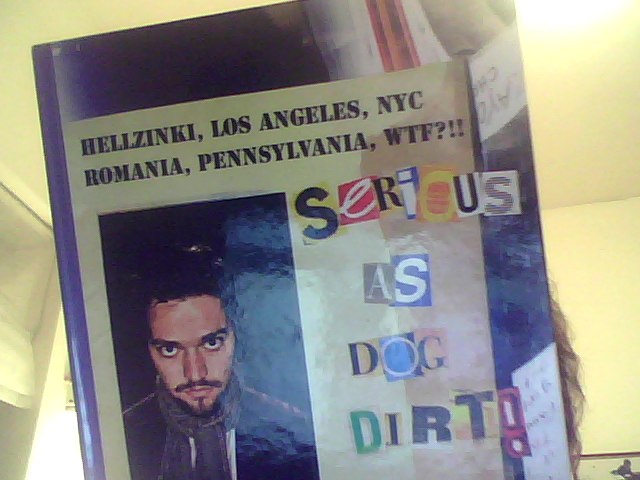 HELLZINKI, LOS ANGELES, NYC
ROMANIA, PENNSYLVANIA, WTF?!!
SERiOUS
AS
DOG
DIRT!